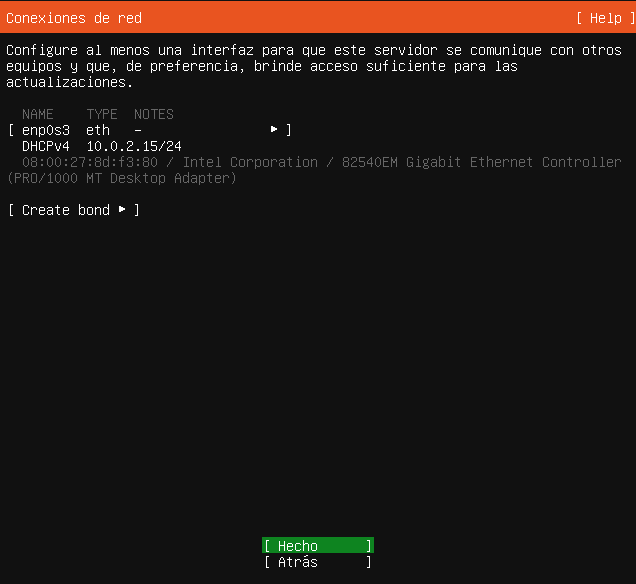 Conexiones de red [ Help ]
Configure al menos una interfaz para que este servidor se comunique con otros
equipos y que, de preferencia, brinde acceso suficiente para las
actualizaciones.
NAME TYPE NOTES
[ enp0s3 eth – ▸ ]
DHCPv4 10.0.2.15/24
08:00:27:8d:f3:80 / Intel Corporation / 82540EM Gigabit Ethernet Controller
(PRO/1000 MT Desktop Adapter)
[ Create bond ▸ ]
[ Hecho ]
[ Atrás ]